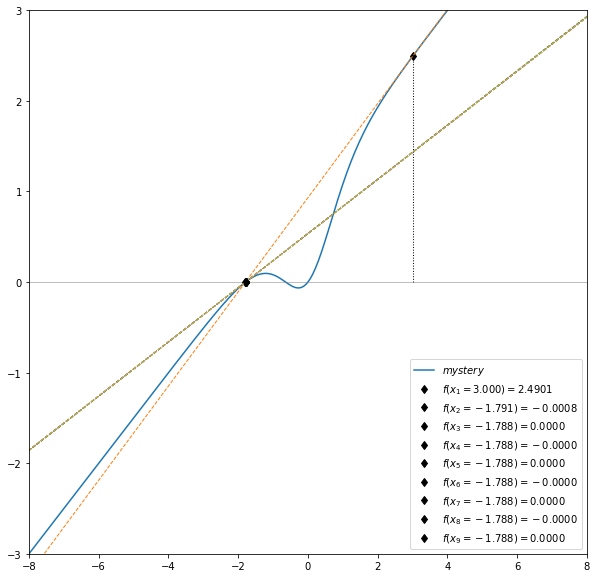 3
2
1
0
−1
−2
−3
−8
−6
−4
−2
0
2
4
6
8
mystery
f(x₁ = 3.000) = 2.4901
f(x₂ = −1.791) = −0.0008
f(x₃ = −1.788) = 0.0000
f(x₄ = −1.788) = −0.0000
f(x₅ = −1.788) = 0.0000
f(x₆ = −1.788) = −0.0000
f(x₇ = −1.788) = 0.0000
f(x₈ = −1.788) = −0.0000
f(x₉ = −1.788) = 0.0000